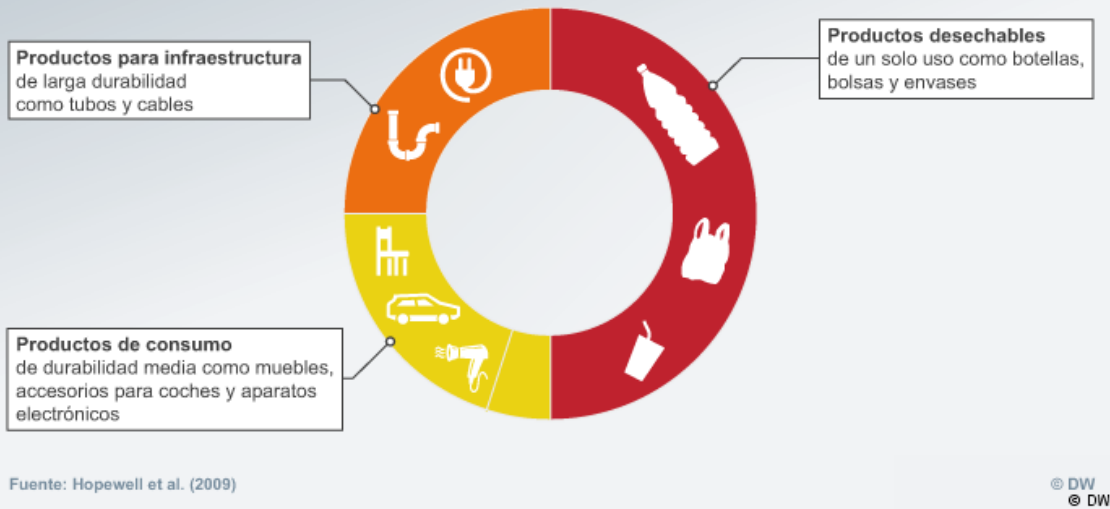 Productos para infraestructura
de larga durabilidad
como tubos y cables
Productos desechables
de un solo uso como botellas,
bolsas y envases
Productos de consumo
de durabilidad media como muebles,
accesorios para coches y aparatos
electrónicos
Fuente: Hopewell et al. (2009)
© DW
© DW